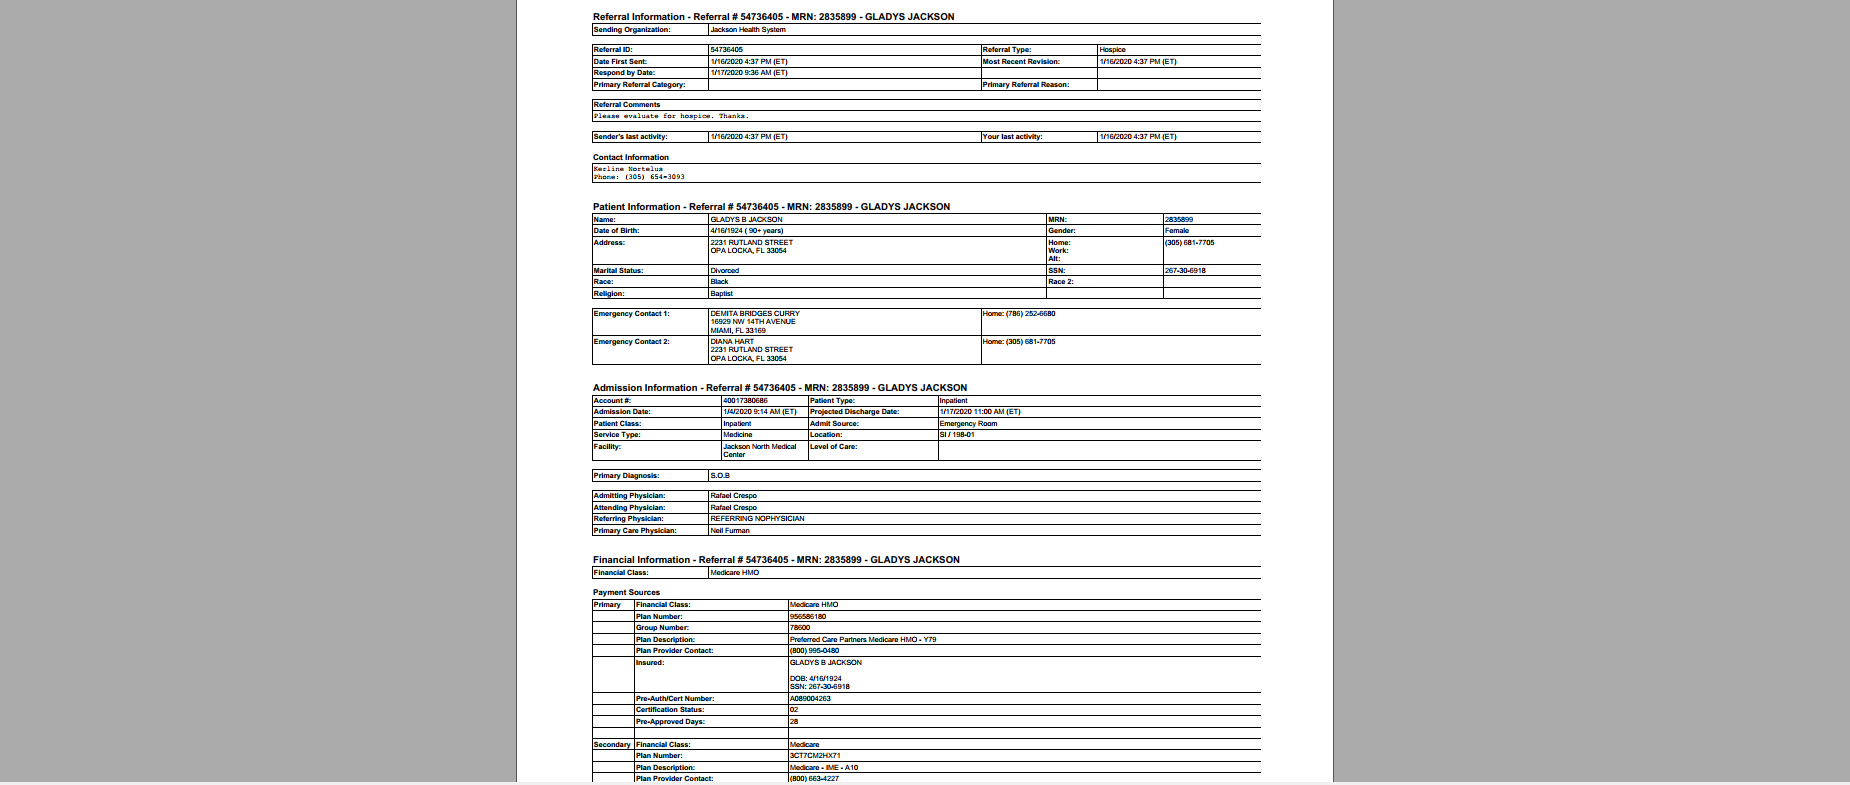 Referral Information - Referral # 54736405 - MRN: 2835899 - GLADYS JACKSON
Sending Organization: Jackson Health System
Referral ID: 54736405 Referral Type: Hospice
Date First Sent: 1/16/2020 4:37 PM (ET) Most Recent Revision: 1/16/2020 4:37 PM (ET)
Respond by Date: 1/17/2020 9:36 AM (ET)
Primary Referral Category: Primary Referral Reason:
Referral Comments
Please evaluate for hospice. Thanks.
Sender's last activity: 1/16/2020 4:37 PM (ET) Your last activity: 1/16/2020 4:37 PM (ET)
Contact Information
Kerline Nortelus
Phone: (305) 654-3093
Patient Information - Referral # 54736405 - MRN: 2835899 - GLADYS JACKSON
Name: GLADYS B JACKSON MRN: 2835899
Date of Birth: 4/16/1924 ( 90+ years) Gender: Female
Address: 2231 RUTLAND STREET Home: (305) 681-7705
OPA LOCKA, FL 33054 Work:
Alt:
Marital Status: Divorced SSN: 267-30-6918
Race: Black Race 2:
Religion: Baptist
Emergency Contact 1: DEMITA BRIDGES CURRY Home: (786) 252-6680
16929 NW 14TH AVENUE
MIAMI, FL 33169
Emergency Contact 2: DIANA HART Home: (305) 681-7705
2231 RUTLAND STREET
OPA LOCKA, FL 33054
Admission Information - Referral # 54736405 - MRN: 2835899 - GLADYS JACKSON
Account #: 40017380686 Patient Type: Inpatient
Admission Date: 1/4/2020 9:14 AM (ET) Projected Discharge Date: 1/17/2020 11:00 AM (ET)
Patient Class: Inpatient Admit Source: Emergency Room
Service Type: Medicine Location: SI / 198-01
Facility: Jackson North Medical Level of Care:
Center
Primary Diagnosis: S.O.B
Admitting Physician: Rafael Crespo
Attending Physician: Rafael Crespo
Referring Physician: REFERRING NOPHYSICIAN
Primary Care Physician: Neil Furman
Financial Information - Referral # 54736405 - MRN: 2835899 - GLADYS JACKSON
Financial Class: Medicare HMO
Payment Sources
Primary Financial Class: Medicare HMO
Plan Number: 956586180
Group Number: 78600
Plan Description: Preferred Care Partners Medicare HMO - Y79
Plan Provider Contact: (800) 995-0480
Insured: GLADYS B JACKSON
DOB: 4/16/1924
SSN: 267-30-6918
Pre-Auth/Cert Number: A089004263
Certification Status: 02
Pre-Approved Days: 28
Secondary Financial Class: Medicare
Plan Number: 3CT7CM2HX71
Plan Description: Medicare - IME - A10
Plan Provider Contact: (800) 663-4227